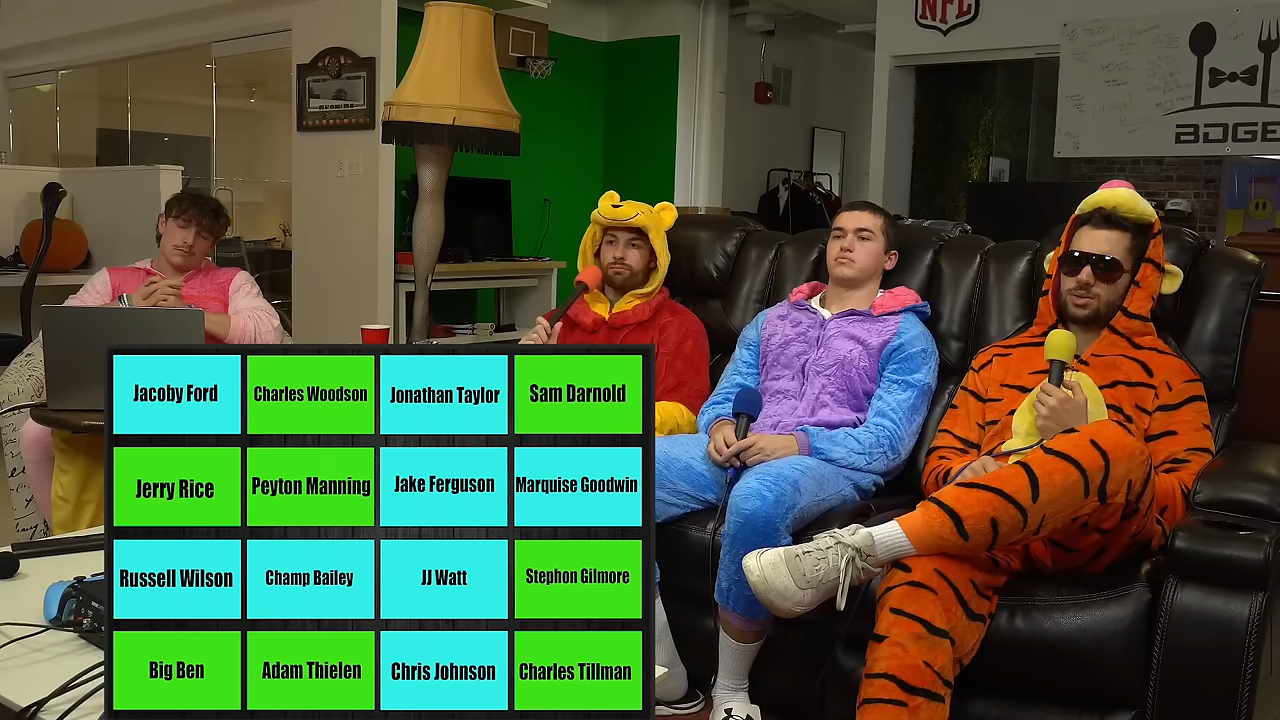 NFL
BDGE
Jacoby Ford
Charles Woodson
Jonathan Taylor
Sam Darnold
Jerry Rice
Peyton Manning
Jake Ferguson
Marquise Goodwin
Russell Wilson
Champ Bailey
JJ Watt
Stephon Gilmore
Big Ben
Adam Thielen
Chris Johnson
Charles Tillman